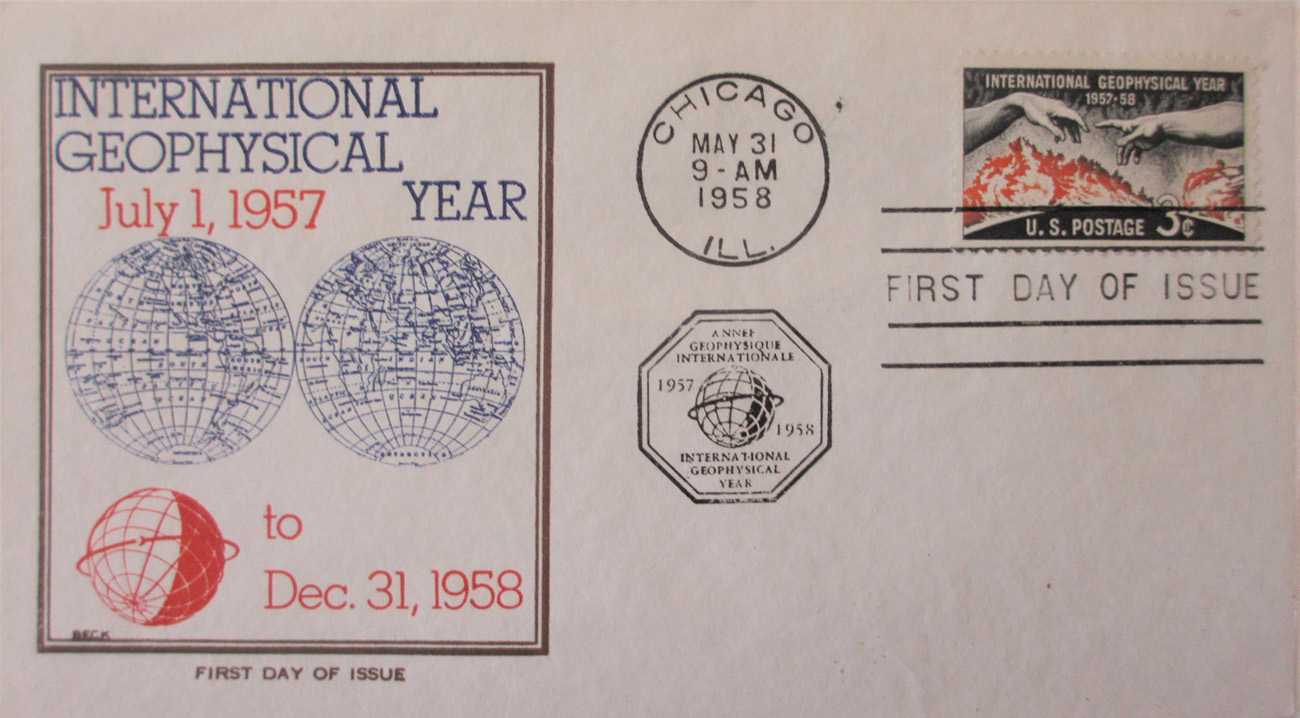 INTERNATIONAL
GEOPHYSICAL
YEAR
July 1, 1957
to
Dec. 31, 1958
BECK
FIRST DAY OF ISSUE
CHICAGO
MAY 31
9-AM
1958
ILL.
ANNÉE
GEOPHYSIQUE
INTERNATIONALE
1957
1958
INTERNATIONAL
GEOPHYSICAL
YEAR
INTERNATIONAL GEOPHYSICAL YEAR
1957-58
U. S. POSTAGE 3¢
FIRST DAY OF ISSUE